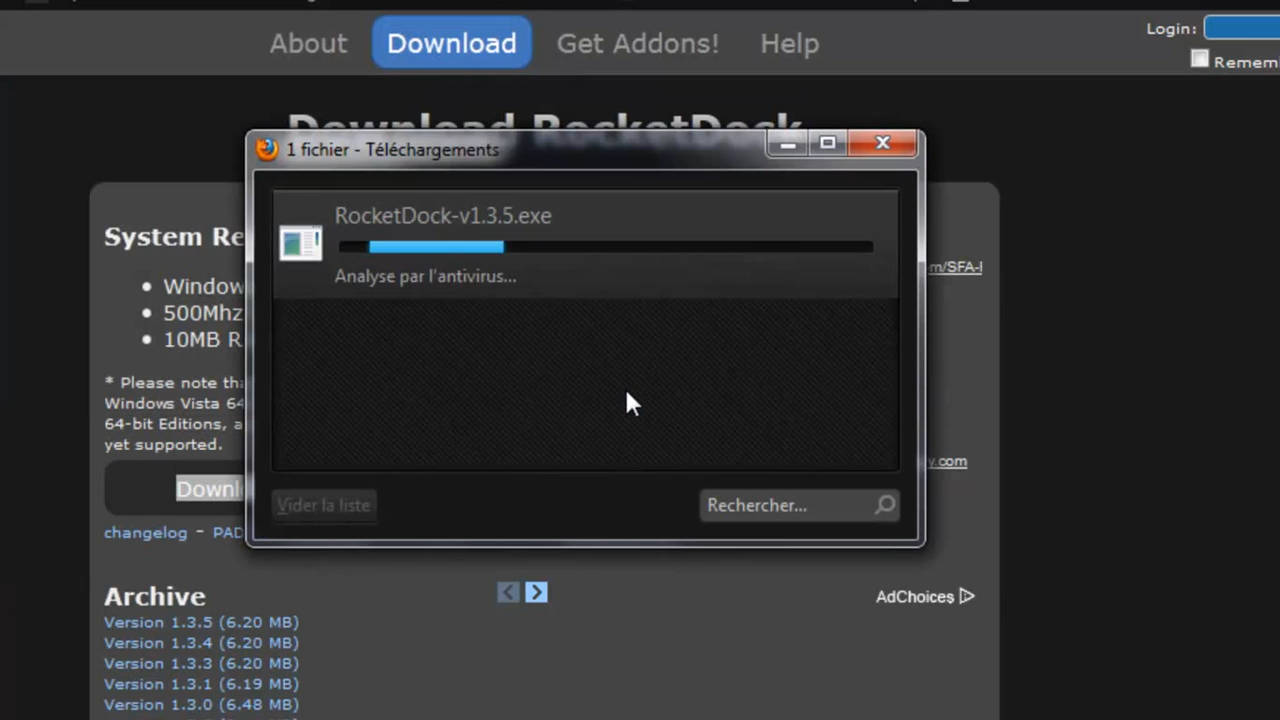 About Download Get Addons! Help
Login:
Download RocketDock
1 fichier - Téléchargements
RocketDock-v1.3.5.exe
Analyse par l'antivirus...
Vider la liste
Rechercher...
System
500Mhz
10MB
* Please note
Windows Vista
64-bit Editions,
yet supported.
changelog - PAD
Archive
AdChoices
Version 1.3.5 (6.20 MB)
Version 1.3.4 (6.20 MB)
Version 1.3.3 (6.20 MB)
Version 1.3.1 (6.19 MB)
Version 1.3.0 (6.48 MB)